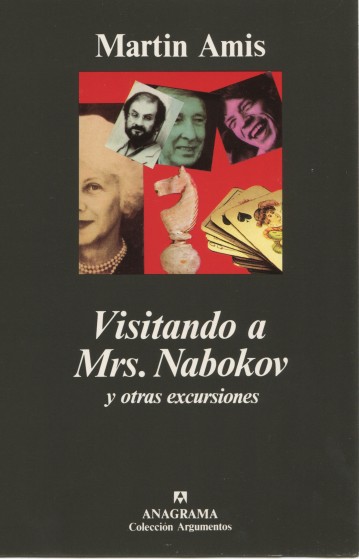 Martin Amis
Visitando a
Mrs. Nabokov
y otras excursiones
ANAGRAMA
Colección Argumentos